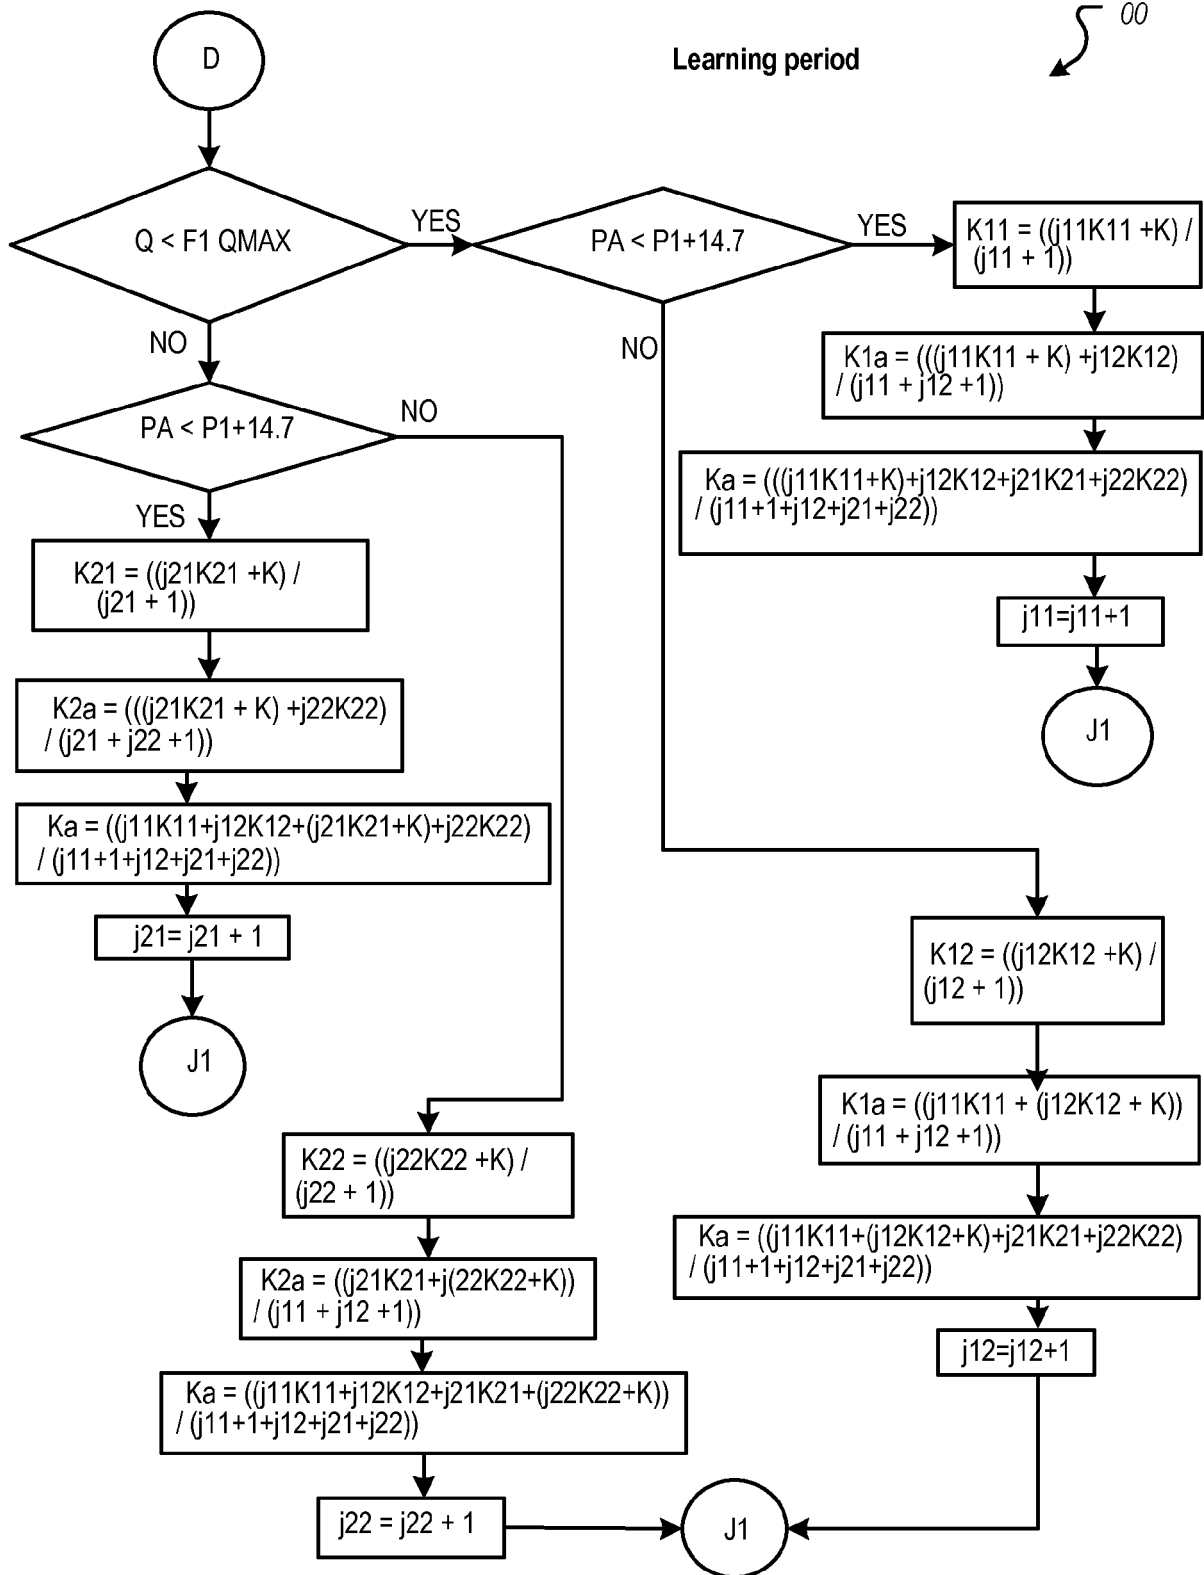 00
D
Learning period
Q < F1 QMAX
YES
PA < P1+14.7
YES
K11 = ((j11K11 +K) /
(j11 + 1))
NO
NO
K1a = (((j11K11 + K) +j12K12)
/ (j11 + j12 +1))
PA < P1+14.7
NO
Ka = (((j11K11+K)+j12K12+j21K21+j22K22)
/ (j11+1+j12+j21+j22))
YES
K21 = ((j21K21 +K) /
(j21 + 1))
j11=j11+1
K2a = (((j21K21 + K) +j22K22)
/ (j21 + j22 +1))
J1
Ka = ((j11K11+j12K12+(j21K21+K)+j22K22)
/ (j11+1+j12+j21+j22))
j21= j21 + 1
K12 = ((j12K12 +K) /
(j12 + 1))
J1
K1a = ((j11K11 + (j12K12 + K))
/ (j11 + j12 +1))
K22 = ((j22K22 +K) /
(j22 + 1))
Ka = ((j11K11+(j12K12+K)+j21K21+j22K22)
/ (j11+1+j12+j21+j22))
K2a = ((j21K21+j(22K22+K))
/ (j11 + j12 +1))
j12=j12+1
Ka = ((j11K11+j12K12+j21K21+(j22K22+K))
/ (j11+1+j12+j21+j22))
j22 = j22 + 1
J1